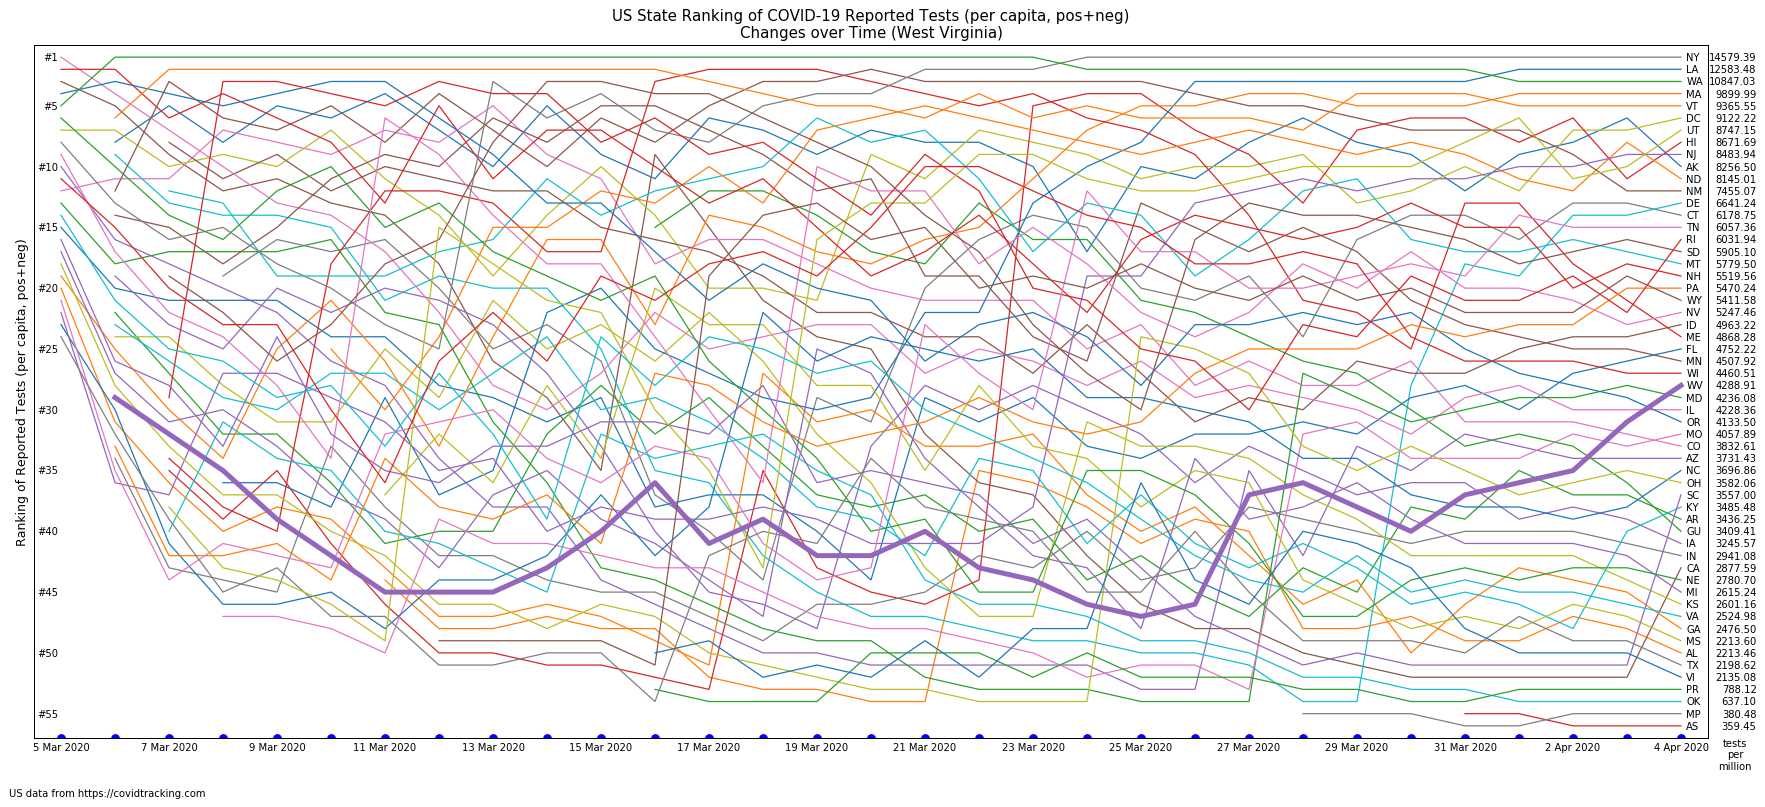 US State Ranking of COVID-19 Reported Tests (per capita, pos+neg)
Changes over Time (West Virginia)
Ranking of Reported Tests (per capita, pos+neg)
#1
#5
#10
#15
#20
#25
#30
#35
#40
#45
#50
#55
NY 14579.39
LA 12583.48
WA 10847.03
MA 9899.99
VT 9365.55
DC 9122.22
UT 8747.15
HI 8671.69
NJ 8483.94
AK 8256.50
ND 8145.01
NM 7455.07
DE 6641.24
CT 6178.75
TN 6057.36
RI 6031.94
SD 5905.10
MT 5779.50
NH 5519.56
PA 5470.24
WY 5411.58
NV 5247.46
ID 4963.22
ME 4868.28
FL 4752.22
MN 4507.92
WI 4460.51
WV 4288.91
MD 4236.08
IL 4228.36
OR 4133.50
MO 4057.89
CO 3832.61
AZ 3731.43
NC 3696.86
OH 3582.06
SC 3557.00
KY 3485.48
AR 3436.25
GU 3409.41
IA 3245.57
IN 2941.08
CA 2877.59
NE 2780.70
MI 2615.24
KS 2601.16
VA 2524.98
GA 2476.50
MS 2213.60
AL 2213.46
TX 2198.62
VI 2135.08
PR 788.12
OK 637.10
MP 380.48
AS 359.45
5 Mar 2020 7 Mar 2020 9 Mar 2020 11 Mar 2020 13 Mar 2020 15 Mar 2020 17 Mar 2020 19 Mar 2020 21 Mar 2020 23 Mar 2020 25 Mar 2020 27 Mar 2020 29 Mar 2020 31 Mar 2020 2 Apr 2020 4 Apr 2020
tests
per
million
US data from https://covidtracking.com